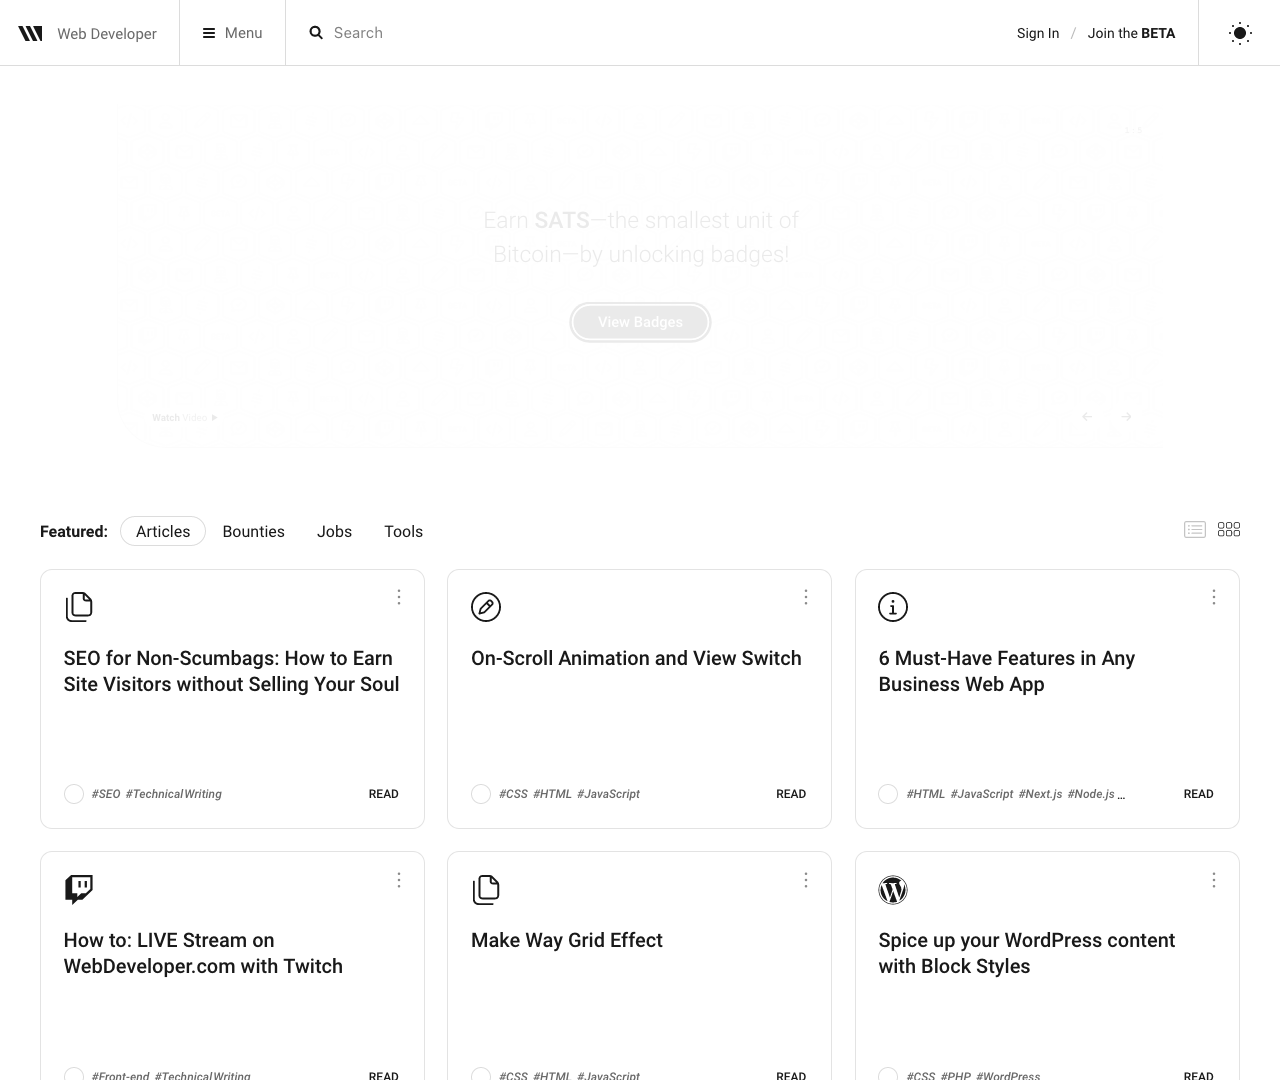 Web Developer
Menu
Search
Sign In / Join the BETA
Earn SATS—the smallest unit of
Bitcoin—by unlocking badges!
View Badges
Watch Video
Featured:
Articles
Bounties
Jobs
Tools
SEO for Non-Scumbags: How to Earn
Site Visitors without Selling Your Soul
#SEO #TechnicalWriting
READ
On-Scroll Animation and View Switch
#CSS #HTML #JavaScript
READ
6 Must-Have Features in Any
Business Web App
#HTML #JavaScript #Next.js #Node.js ...
READ
How to: LIVE Stream on
WebDeveloper.com with Twitch
#Front-end #TechnicalWriting
READ
Make Way Grid Effect
#CSS #HTML #JavaScript
READ
Spice up your WordPress content
with Block Styles
#CSS #PHP #WordPress
READ